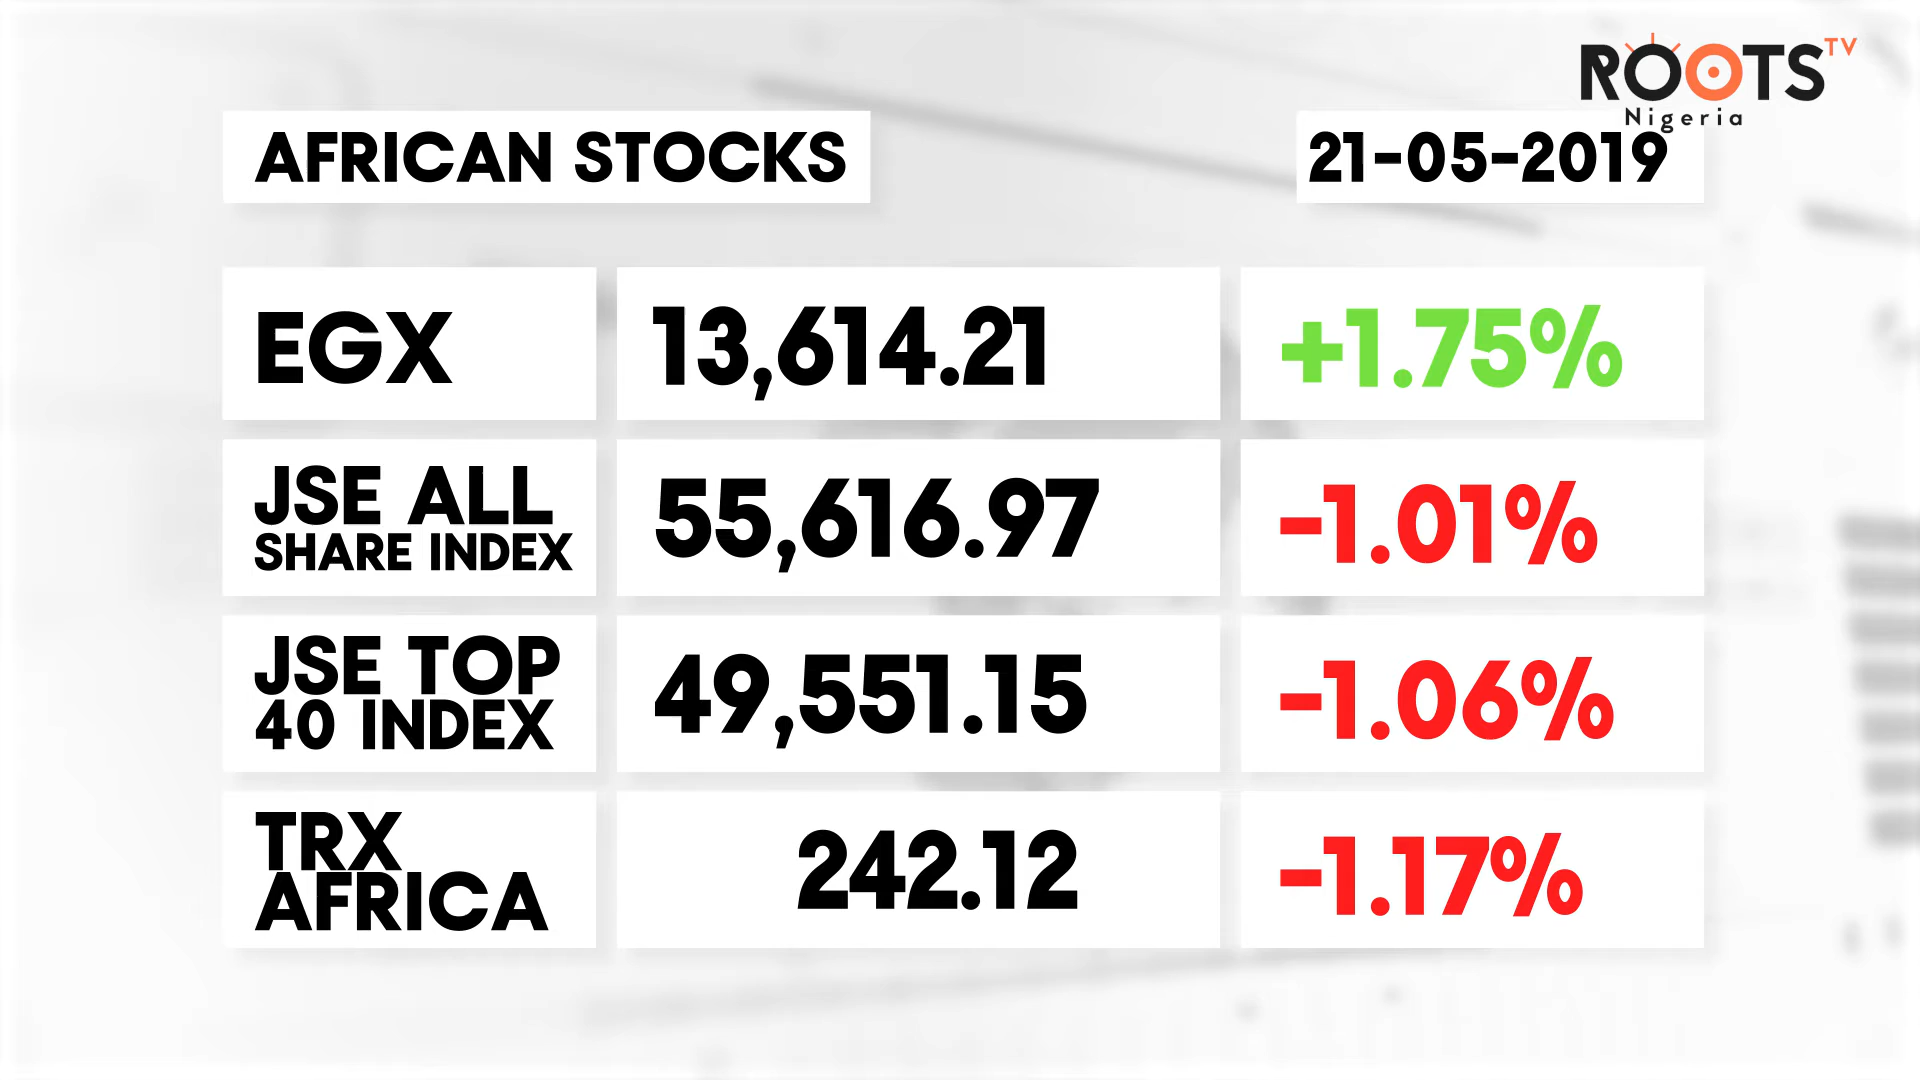 ROOTS TV
Nigeria
AFRICAN STOCKS
21-05-2019
EGX
13,614.21
+1.75%
JSE ALL
SHARE INDEX
55,616.97
-1.01%
JSE TOP
40 INDEX
49,551.15
-1.06%
TRX
AFRICA
242.12
-1.17%